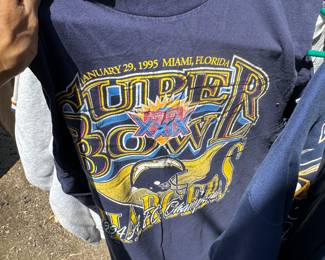 JANUARY 29, 1995 MIAMI, FLORIDA
SUPER
XXIX
BOWL
CHARGERS